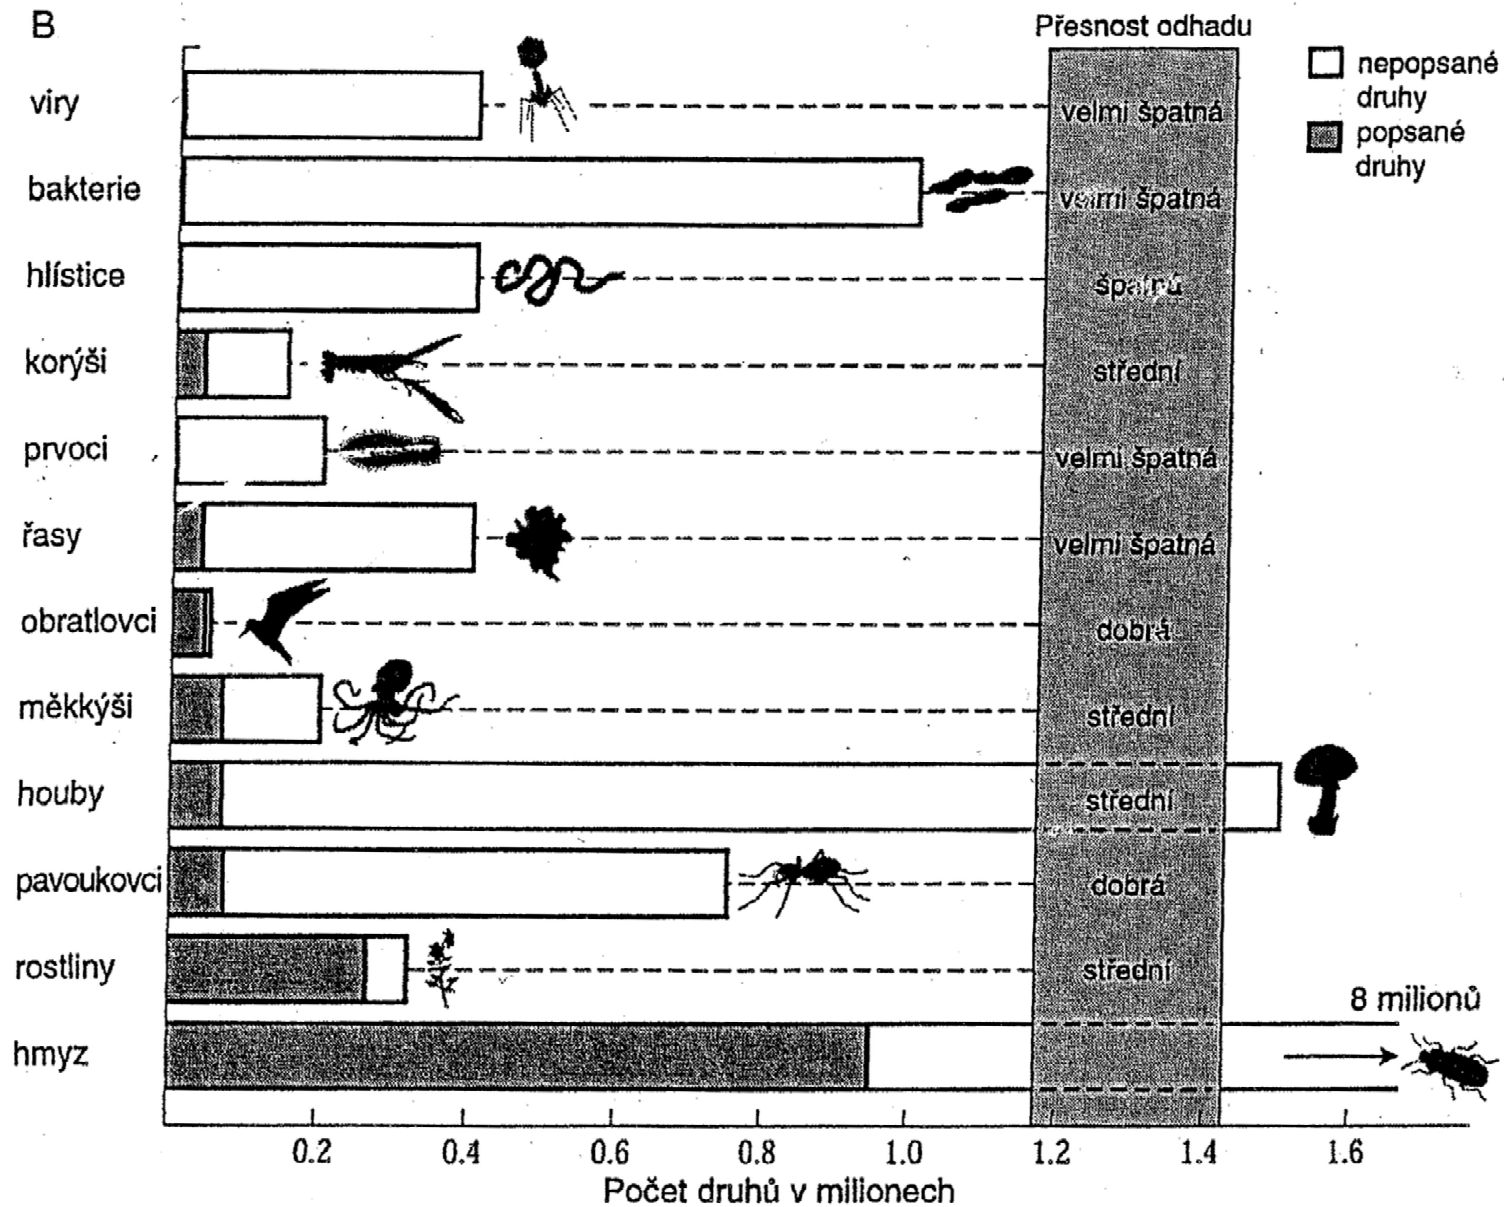 B
Přesnost odhadu
nepopsané
druhy
popsané
druhy
viry
velmi špatná
bakterie
velmi špatná
hlístice
korýši
střední
prvoci
velmi špatná
řasy
velmi špatná
obratlovci
dobrá
měkkýši
střední
houby
střední
pavoukovci
dobrá
rostliny
střední
8 milionů
hmyz
0.2 0.4 0.6 0.8 1.0 1.2 1.4 1.6
Počet druhů v milionech